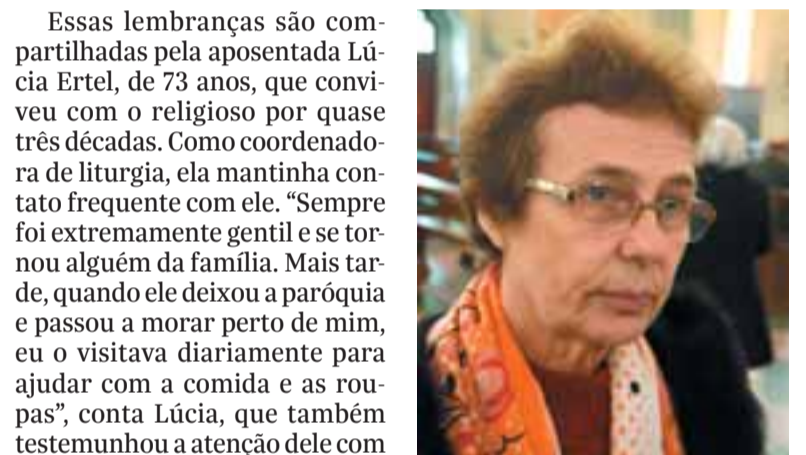 Essas lembranças são com-
partilhadas pela aposentada Lú-
cia Ertel, de 73 anos, que convi-
veu com o religioso por quase
três décadas. Como coordenado-
ra de liturgia, ela mantinha con-
tato frequente com ele. “Sempre
foi extremamente gentil e se tor-
nou alguém da família. Mais tar-
de, quando ele deixou a paróquia
e passou a morar perto de mim,
eu o visitava diariamente para
ajudar com a comida e as rou-
pas”, conta Lúcia, que também
testemunhou a atenção dele com